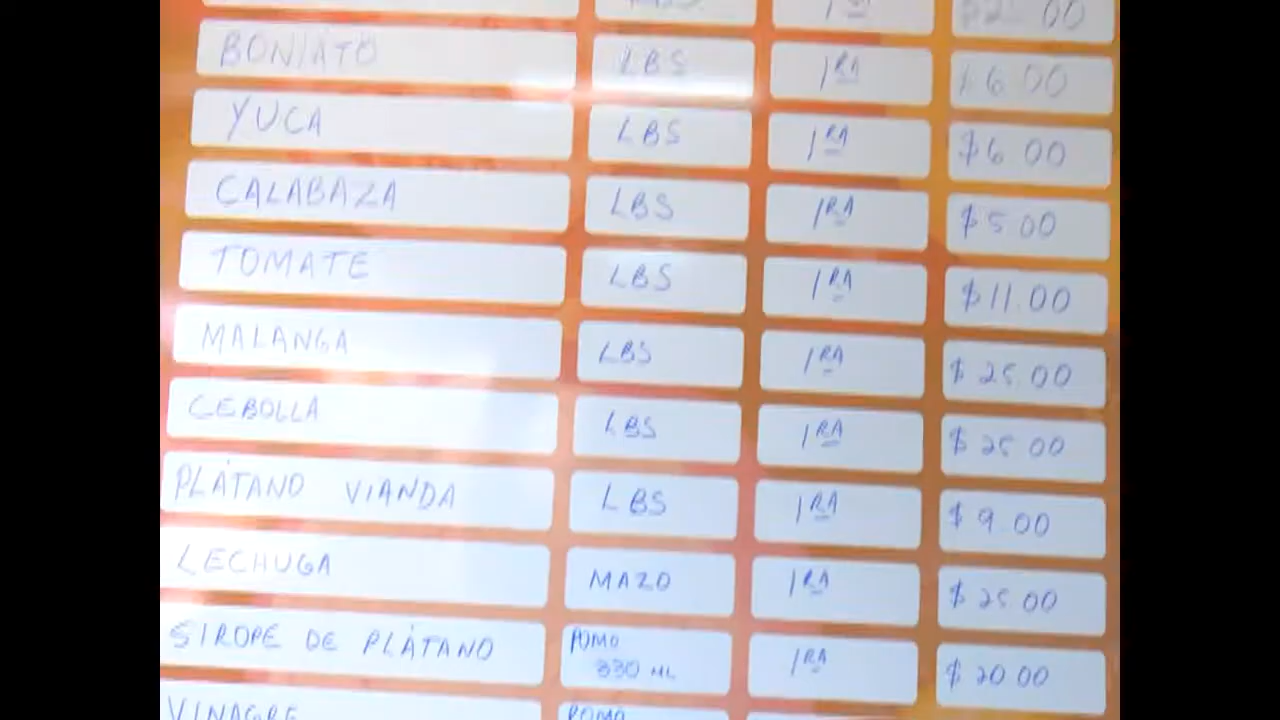 BONIATO LBS 1RA $6.00
YUCA LBS 1RA $6.00
CALABAZA LBS 1RA $5.00
TOMATE LBS 1RA $11.00
MALANGA LBS 1RA $25.00
CEBOLLA LBS 1RA $25.00
PLÁTANO VIANDA LBS 1RA $9.00
LECHUGA MAZO 1RA $25.00
SIROPE DE PLÁTANO POMO 330 ML 1RA $20.00
VINAGRE POMO